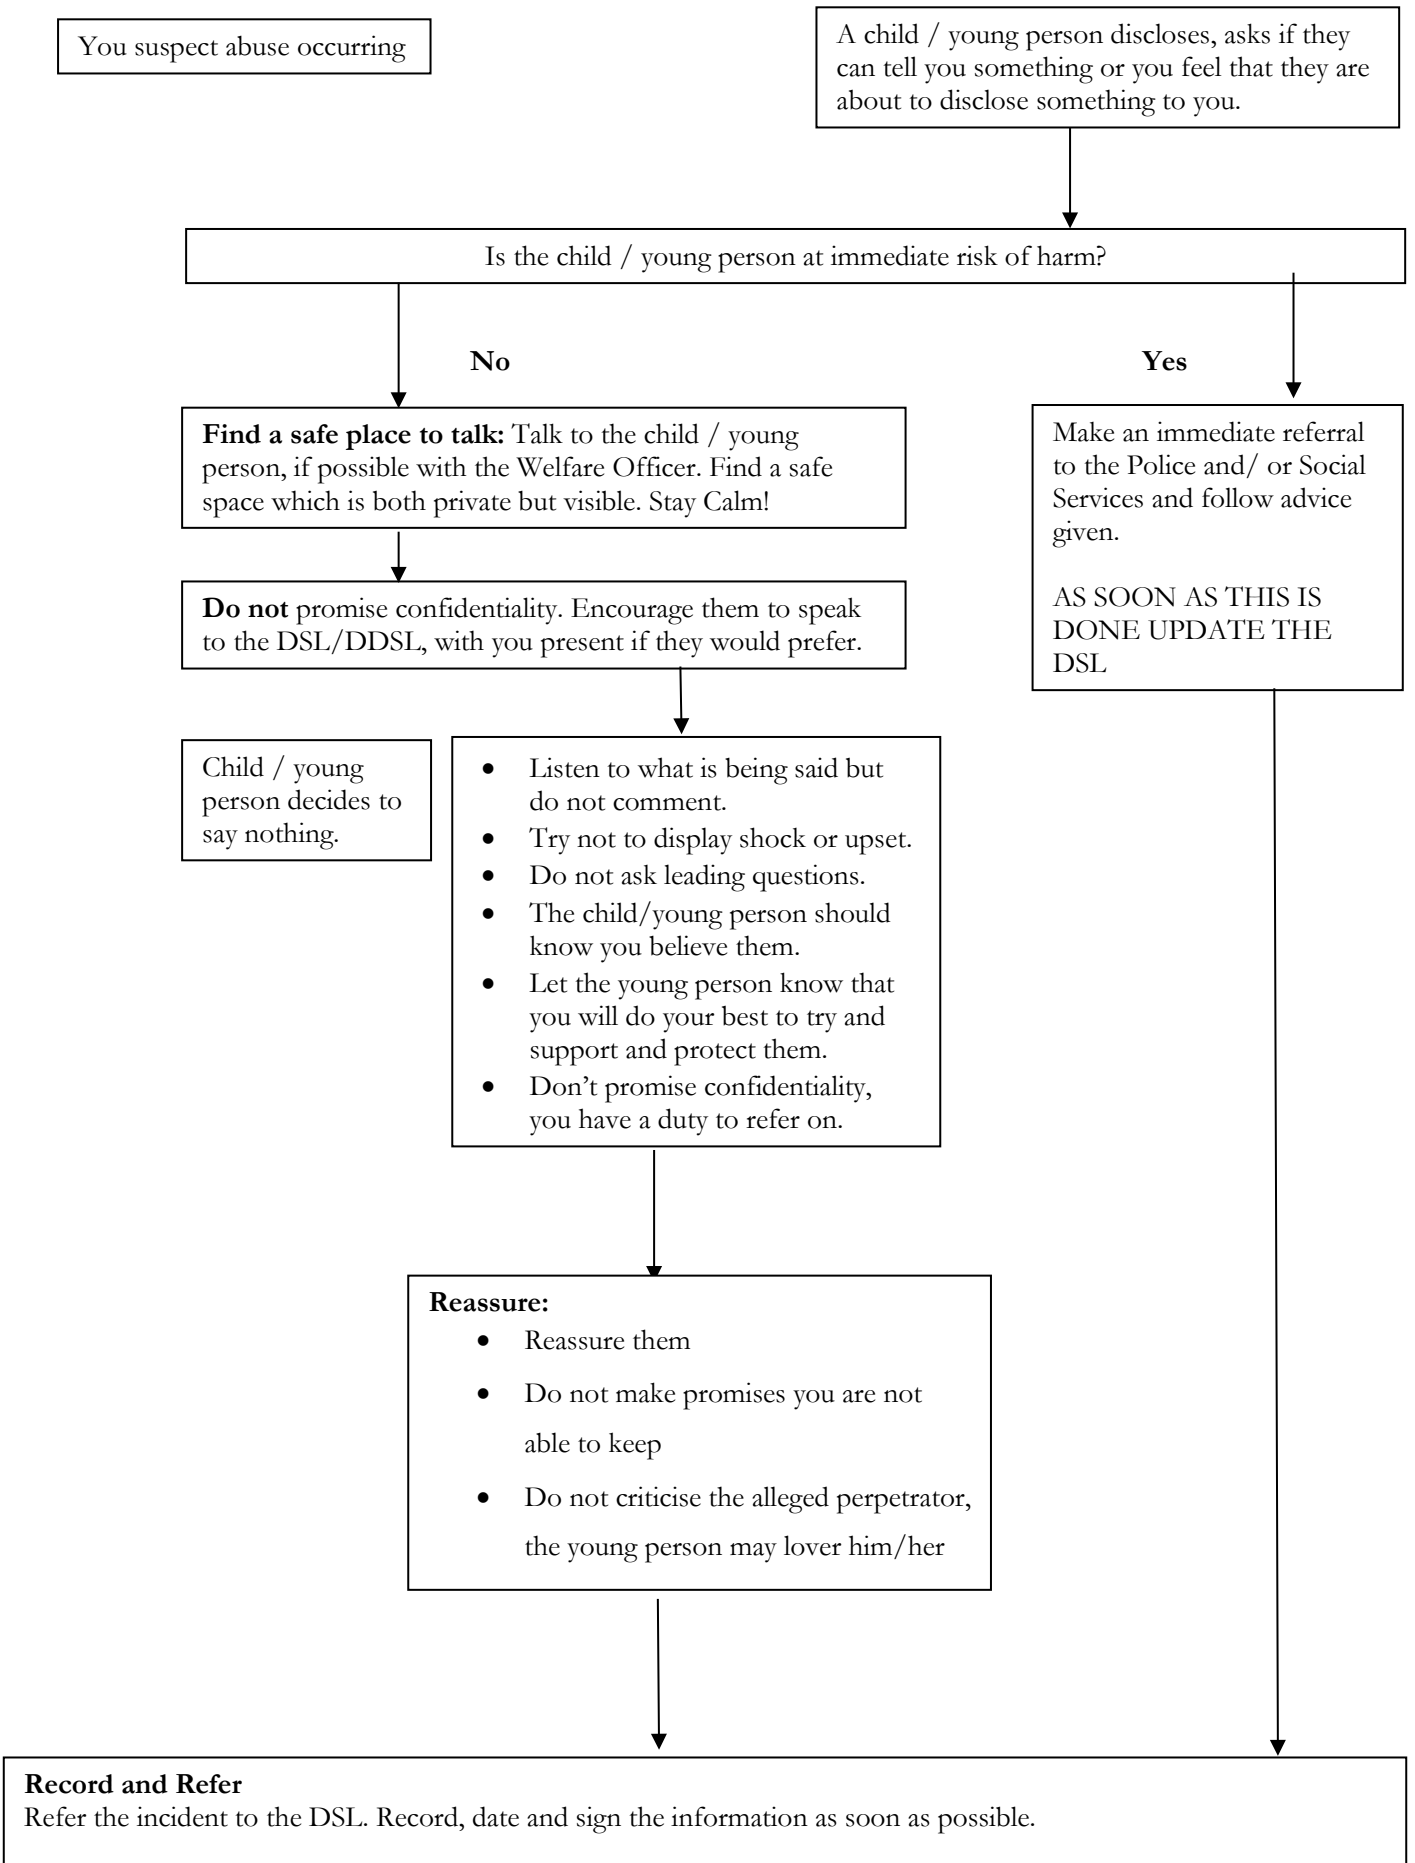 You suspect abuse occurring
A child / young person discloses, asks if they
can tell you something or you feel that they are
about to disclose something to you.
Is the child / young person at immediate risk of harm?
No
Yes
Find a safe place to talk: Talk to the child / young
person, if possible with the Welfare Officer. Find a safe
space which is both private but visible. Stay Calm!
Make an immediate referral
to the Police and/ or Social
Services and follow advice
given.
AS SOON AS THIS IS
DONE UPDATE THE
DSL
Do not promise confidentiality. Encourage them to speak
to the DSL/DDSL, with you present if they would prefer.
Child / young
person decides to
say nothing.
• Listen to what is being said but
do not comment.
• Try not to display shock or upset.
• Do not ask leading questions.
• The child/young person should
know you believe them.
• Let the young person know that
you will do your best to try and
support and protect them.
• Don't promise confidentiality,
you have a duty to refer on.
Reassure:
• Reassure them
• Do not make promises you are not
able to keep
• Do not criticise the alleged perpetrator,
the young person may lover him/her
Record and Refer
Refer the incident to the DSL. Record, date and sign the information as soon as possible.